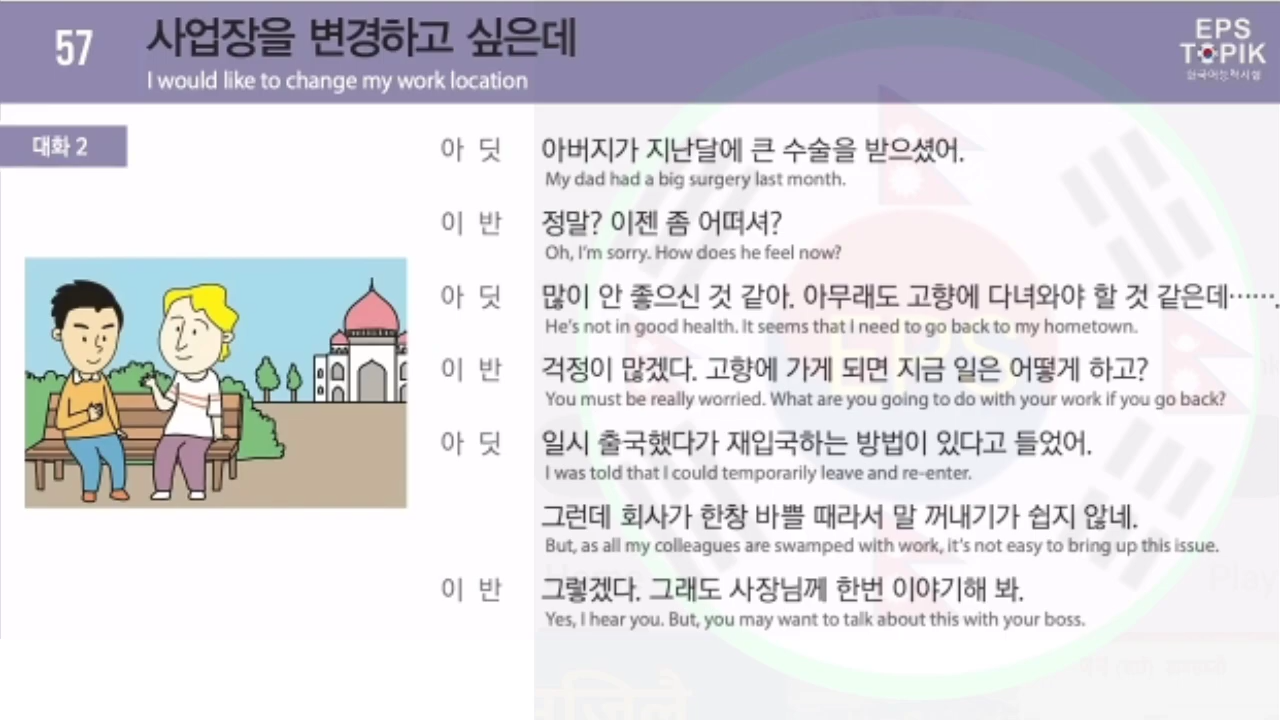 57
사업장을 변경하고 싶은데
I would like to change my work location
EPS
TOPIK
한국어능력시험
대화 2
아 딧 아버지가 지난달에 큰 수술을 받으셨어.
My dad had a big surgery last month.
이 반 정말? 이젠 좀 어떠셔?
Oh, I'm sorry. How does he feel now?
아 딧 많이 안 좋으신 것 같아. 아무래도 고향에 다녀와야 할 것 같은데······.
He's not in good health. It seems that I need to go back to my hometown.
이 반 걱정이 많겠다. 고향에 가게 되면 지금 일은 어떻게 하고?
You must be really worried. What are you going to do with your work if you go back?
아 딧 일시 출국했다가 재입국하는 방법이 있다고 들었어.
I was told that I could temporarily leave and re-enter.
그런데 회사가 한창 바쁠 때라서 말 꺼내기가 쉽지 않네.
But, as all my colleagues are swamped with work, it's not easy to bring up this issue.
이 반 그렇겠다. 그래도 사장님께 한번 이야기해 봐.
Yes, I hear you. But, you may want to talk about this with your boss.
EPS
Play